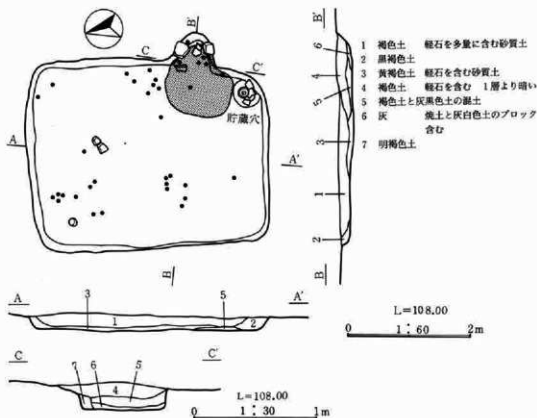 B'
C
C'
貯蔵穴
A
A'
B
B'
6
4
5
3
1
2
B
1 褐色土 軽石を多量に含む砂質土
2 黒褐色土
3 黄褐色土 軽石を含む砂質土
4 褐色土 軽石を含む 1層より暗い
5 褐色土と灰黒色土の混土
6 灰 焼土と灰白色土のブロック
含む
7 明褐色土
A 3 5 A'
1 2
L=108.00
0 1:60 2m
C C'
7 6 4 5
L=108.00
0 1:30 1m